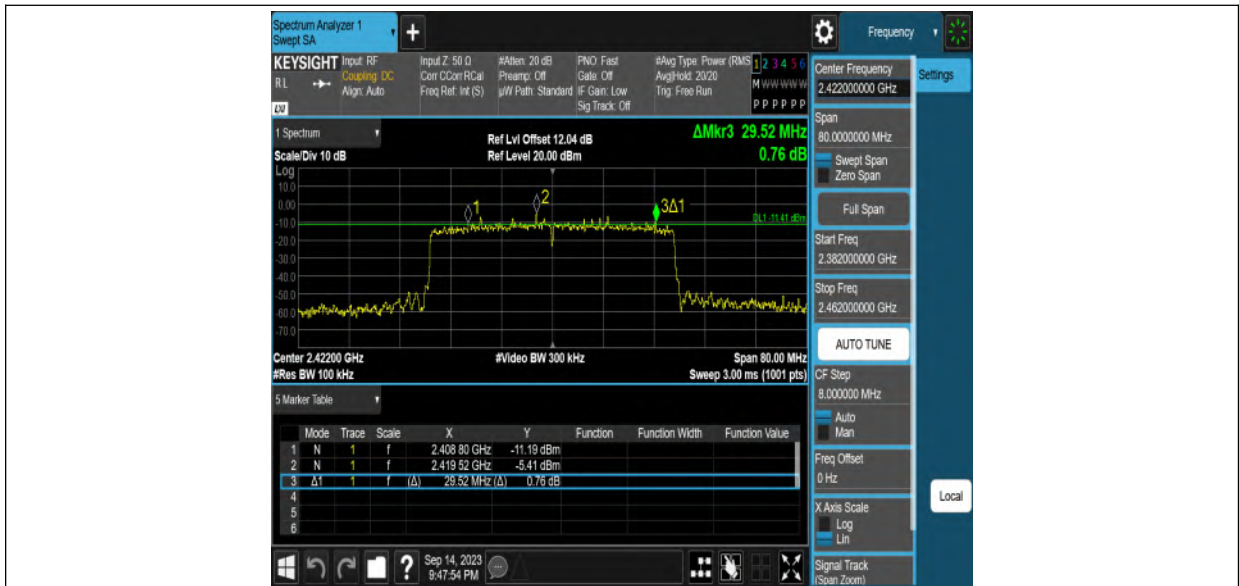 Spectrum Analyzer 1
Swept SA
+
Frequency
KEYSIGHT
RL
LXI
Input: RF
Coupling: DC
Align: Auto
Input Z: 50 Ω
Corr CCorr RCal
Freq Ref: Int (S)
#Atten: 20 dB
Preamp: Off
µW Path: Standard
PNO: Fast
Gate: Off
IF Gain: Low
Sig Track: Off
#Avg Type: Power (RMS
Avg|Hold: 20/20
Trig: Free Run
1 2 3 4 5 6
M W W W W W
P P P P P P
Center Frequency
2.422000000 GHz
Settings
Span
80.0000000 MHz
Swept Span
Zero Span
Full Span
Start Freq
2.382000000 GHz
Stop Freq
2.462000000 GHz
AUTO TUNE
CF Step
8.000000 MHz
Auto
Man
Freq Offset
0 Hz
X Axis Scale
Log
Lin
Signal Track
(Span Zoom)
Local
1 Spectrum
Scale/Div 10 dB
Log
Ref Lvl Offset 12.04 dB
Ref Level 20.00 dBm
ΔMkr3 29.52 MHz
0.76 dB
10.0
0.00
-10.0
-20.0
-30.0
-40.0
-50.0
-60.0
-70.0
1
2
3Δ1
DL1 -11.41 dBm
Center 2.42200 GHz
#Res BW 100 kHz
#Video BW 300 kHz
Span 80.00 MHz
Sweep 3.00 ms (1001 pts)
5 Marker Table
Mode Trace Scale X Y Function Function Width Function Value
1 N 1 f 2.408 80 GHz -11.19 dBm
2 N 1 f 2.419 52 GHz -5.41 dBm
3 Δ1 1 f (Δ) 29.52 MHz (Δ) 0.76 dB
4
5
6
?
Sep 14, 2023
9:47:54 PM